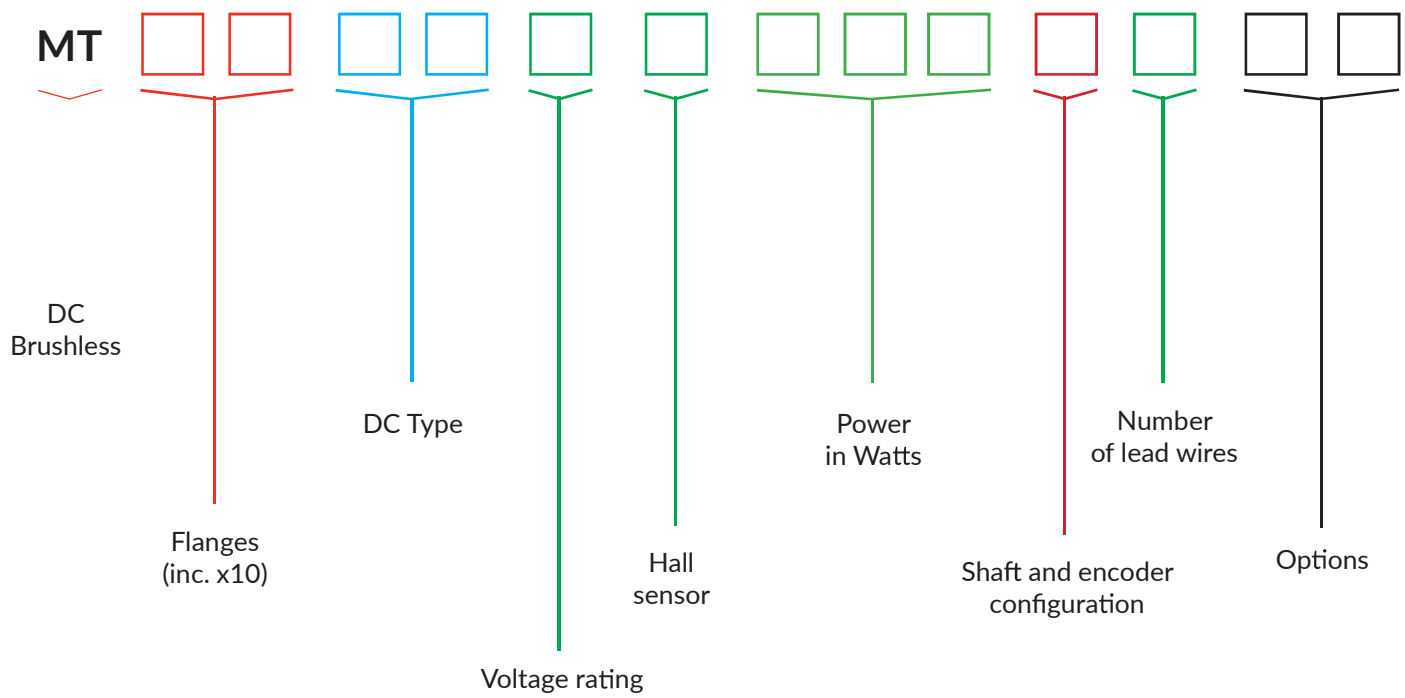 MT
DC
Brushless
Flanges
(inc. x10)
DC Type
Voltage rating
Hall
sensor
Power
in Watts
Shaft and encoder
configuration
Number
of lead wires
Options